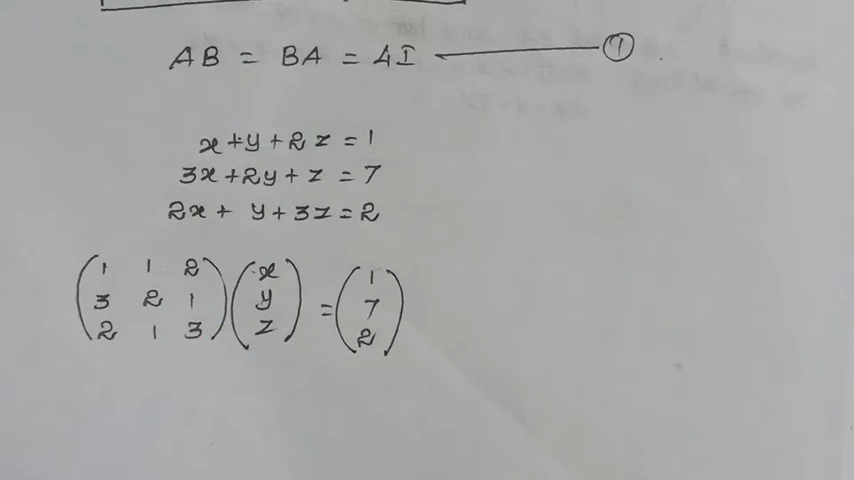 AB = BA = 4I ——— 1
x + y + 2z = 1
3x + 2y + z = 7
2x + y + 3z = 2
1 1 2 x 1
3 2 1 y = 7
2 1 3 z 2